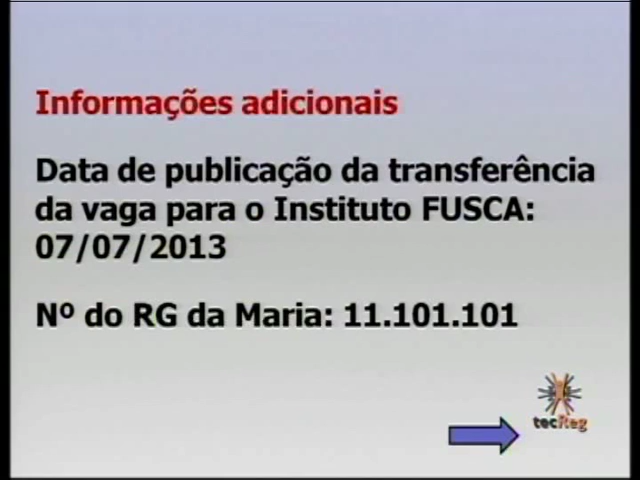 Informações adicionais
Data de publicação da transferência
da vaga para o Instituto FUSCA:
07/07/2013
Nº do RG da Maria: 11.101.101
tecReg